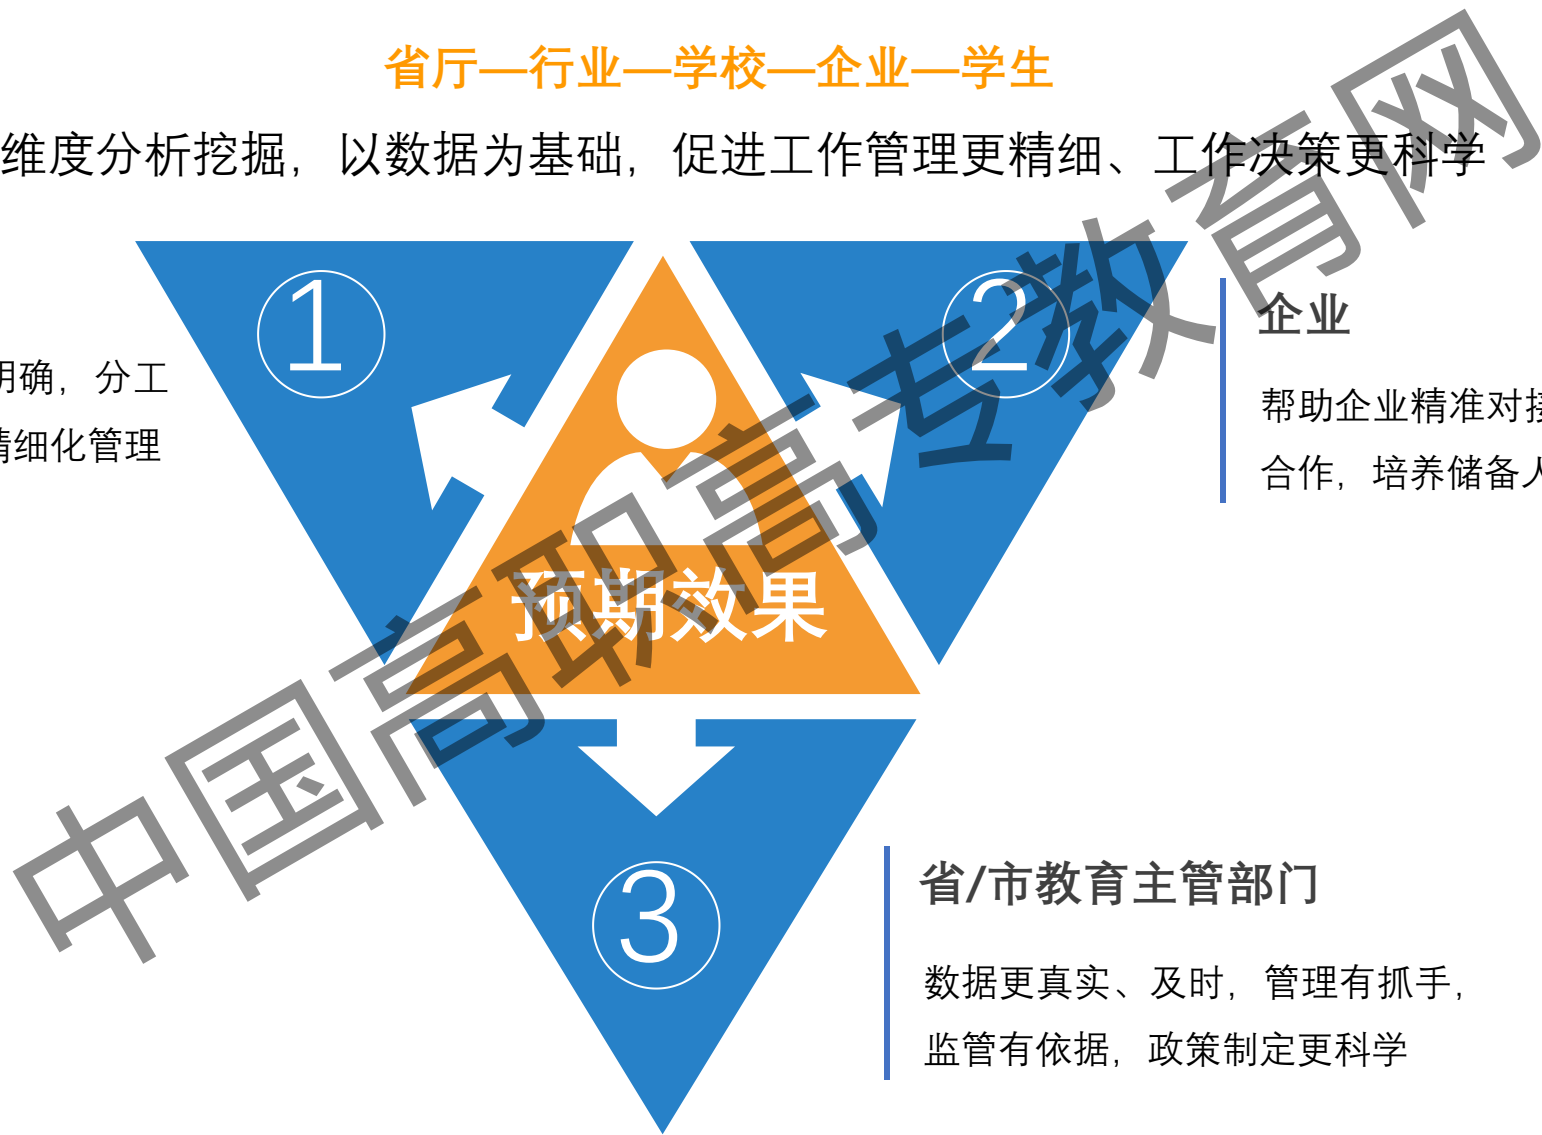 省厅—行业—学校—企业—学生
维度分析挖掘，以数据为基础，促进工作管理更精细、工作决策更科学
①
明确，分工
精细化管理
②
企业
帮助企业精准对接
合作，培养储备人
预期效果
③
省/市教育主管部门
数据更真实、及时，管理有抓手，
监管有依据，政策制定更科学
中国高职高专教育网